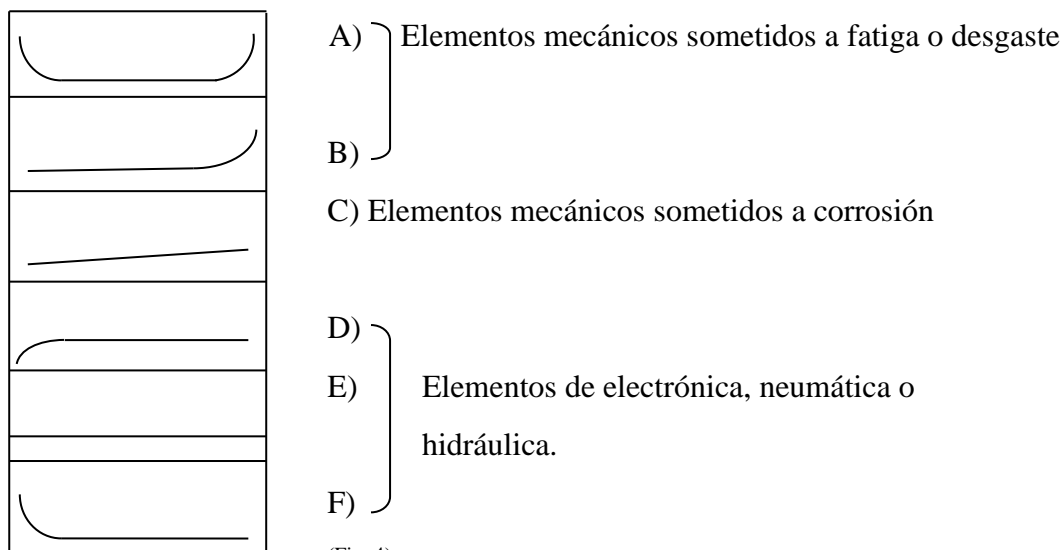 A) Elementos mecánicos sometidos a fatiga o desgaste
B)
C) Elementos mecánicos sometidos a corrosión
D)
E) Elementos de electrónica, neumática o
hidráulica.
F)